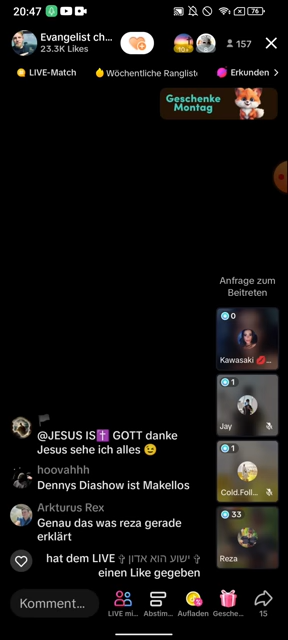 20:47
76
Evangelist ch...
23.3K Likes
157
LIVE-Match
Wöchentliche Ranglist
Erkunden
Geschenke
Montag
Anfrage zum
Beitreten
0
Kawasaki 💋...
1
Jay
1
Cold.Foll...
33
Reza
@JESUS IS✝️ GOTT danke
Jesus sehe ich alles 😉
hoovahhh
Dennys Diashow ist Makellos
Arkturus Rex
Genau das was reza gerade
erklärt
hat dem LIVE ✞ ישוע הוא אדון ✞
einen Like gegeben
Komment...
LIVE mi...
Abstim...
Aufladen
Gesche...
15